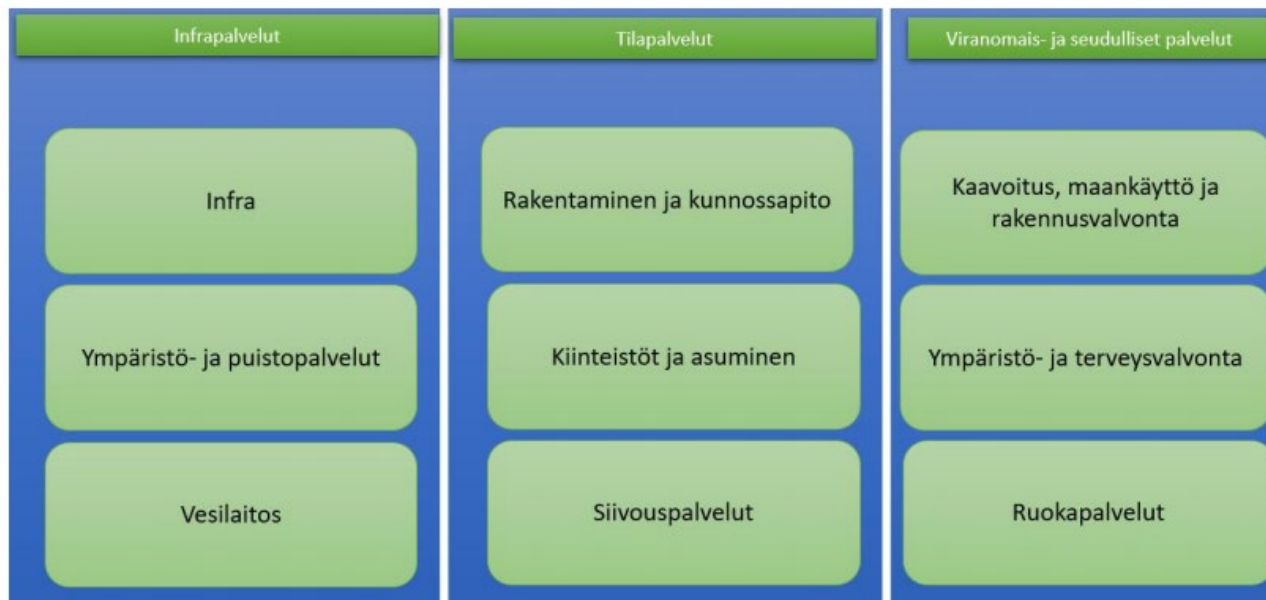 Infrapalvelut
Infra
Ympäristö- ja puistopalvelut
Vesilaitos
Tilapalvelut
Rakentaminen ja kunnossapito
Kiinteistöt ja asuminen
Siivouspalvelut
Viranomais- ja seudulliset palvelut
Kaavoitus, maankäyttö ja
rakennusvalvonta
Ympäristö- ja terveysvalvonta
Ruokapalvelut